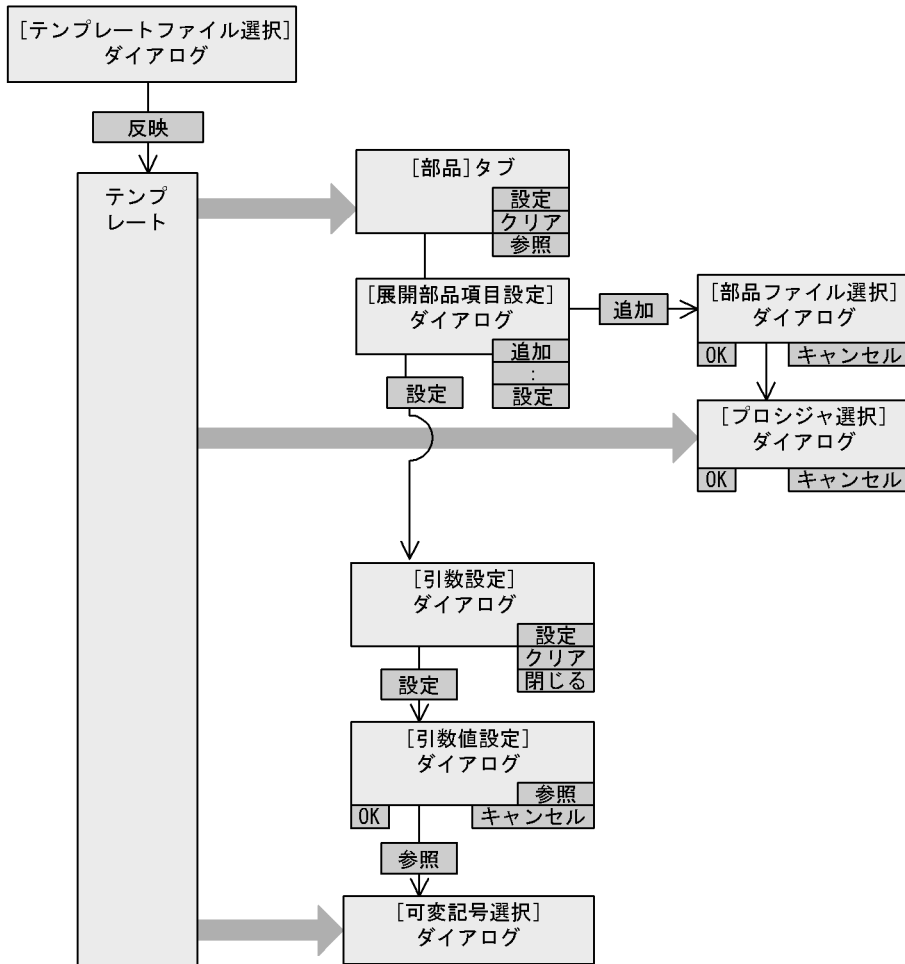 [テンプレートファイル選択]
ダイアログ
反映
テンプ
レート
[部品]タブ
設定
クリア
参照
[展開部品項目設定]
ダイアログ
追加
:
設定
追加
[部品ファイル選択]
ダイアログ
OK
キャンセル
設定
[プロシジャ選択]
ダイアログ
OK
キャンセル
[引数設定]
ダイアログ
設定
クリア
閉じる
設定
[引数値設定]
ダイアログ
参照
OK
キャンセル
参照
[可変記号選択]
ダイアログ